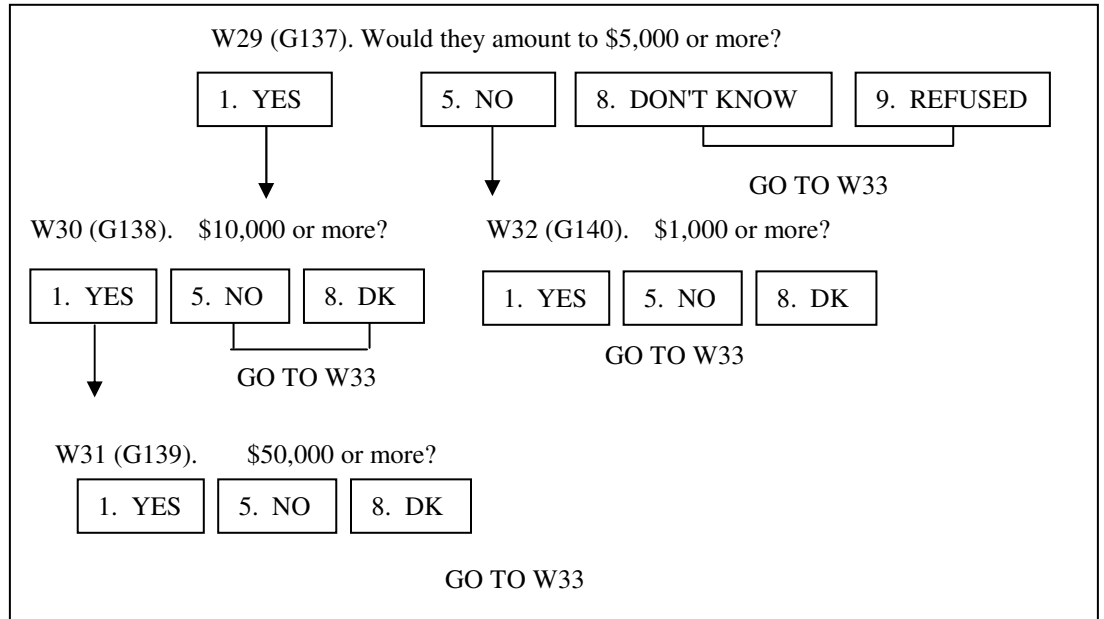 W29 (G137). Would they amount to $5,000 or more?
1. YES 5. NO 8. DON'T KNOW 9. REFUSED
GO TO W33
W30 (G138). $10,000 or more? W32 (G140). $1,000 or more?
1. YES 5. NO 8. DK 1. YES 5. NO 8. DK
GO TO W33
GO TO W33
W31 (G139). $50,000 or more?
1. YES 5. NO 8. DK
GO TO W33